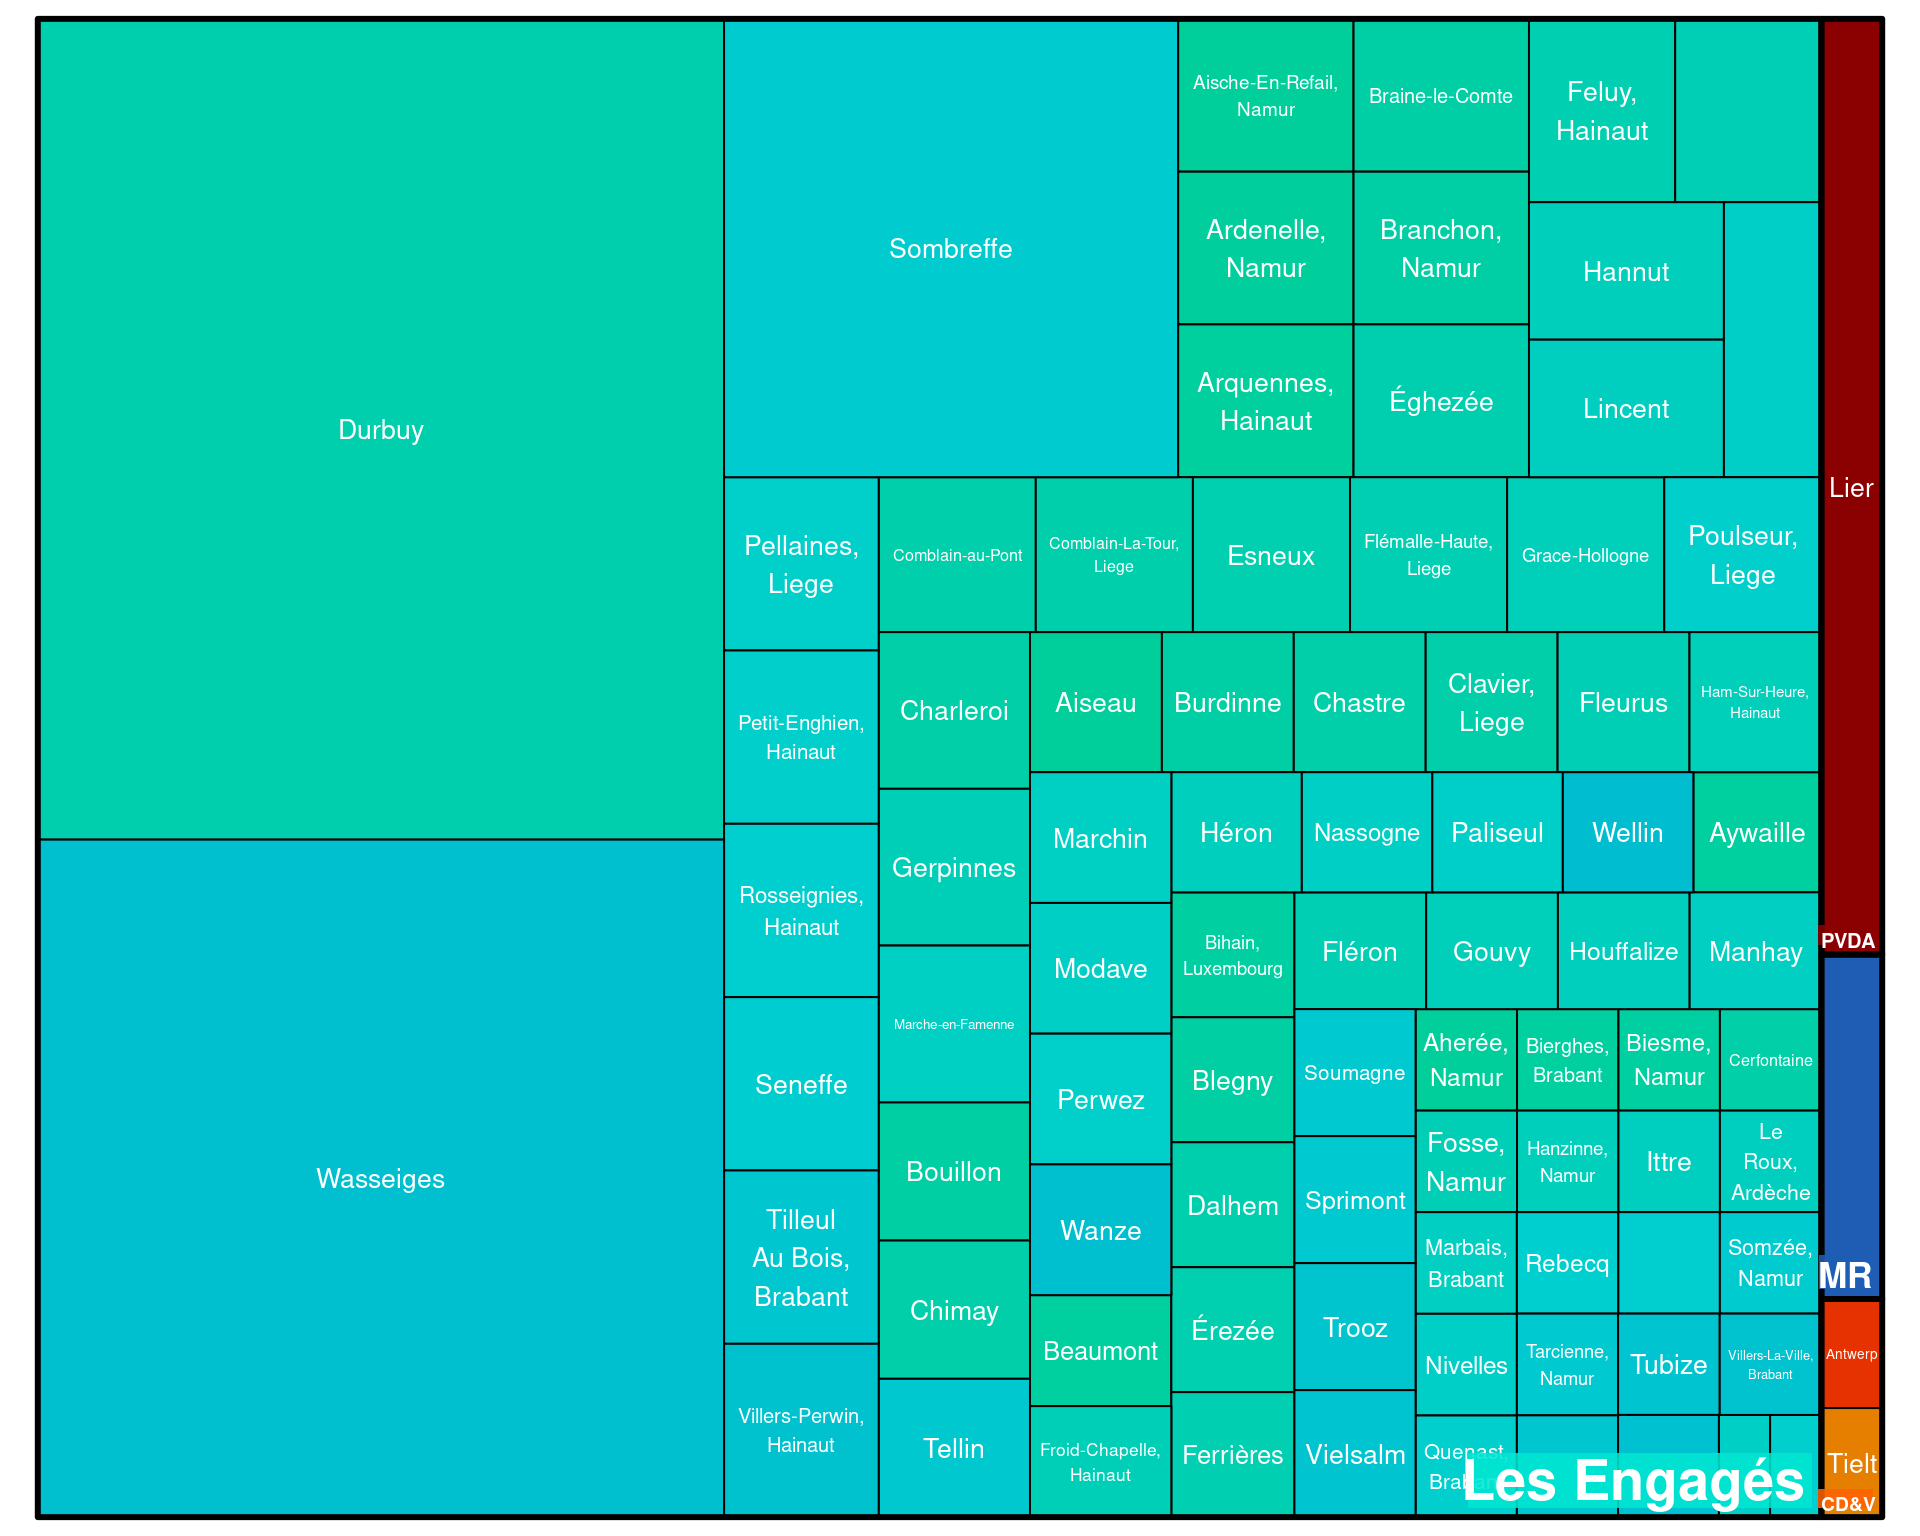 Durbuy
Wasseiges
Sombreffe
Aische-En-Refail,
Namur
Braine-le-Comte
Feluy,
Hainaut
Ardenelle,
Namur
Branchon,
Namur
Hannut
Arquennes,
Hainaut
Éghezée
Lincent
Pellaines,
Liege
Comblain-au-Pont
Comblain-La-Tour,
Liege
Esneux
Flémalle-Haute,
Liege
Grace-Hollogne
Poulseur,
Liege
Petit-Enghien,
Hainaut
Charleroi
Aiseau
Burdinne
Chastre
Clavier,
Liege
Fleurus
Ham-Sur-Heure,
Hainaut
Rosseignies,
Hainaut
Gerpinnes
Marchin
Héron
Nassogne
Paliseul
Wellin
Aywaille
Seneffe
Marche-en-Famenne
Modave
Bihain,
Luxembourg
Fléron
Gouvy
Houffalize
Manhay
Perwez
Blegny
Soumagne
Aherée,
Namur
Bierghes,
Brabant
Biesme,
Namur
Cerfontaine
Tilleul
Au Bois,
Brabant
Bouillon
Wanze
Dalhem
Sprimont
Fosse,
Namur
Hanzinne,
Namur
Ittre
Le
Roux,
Ardèche
Marbais,
Brabant
Rebecq
Somzée,
Namur
Villers-Perwin,
Hainaut
Chimay
Beaumont
Érezée
Trooz
Nivelles
Tarcienne,
Namur
Tubize
Villers-La-Ville,
Brabant
Tellin
Froid-Chapelle,
Hainaut
Ferrières
Vielsalm
Quenast,
Brabant
Les Engagés
Lier
PVDA
MR
Antwerp
Tielt
CD&V